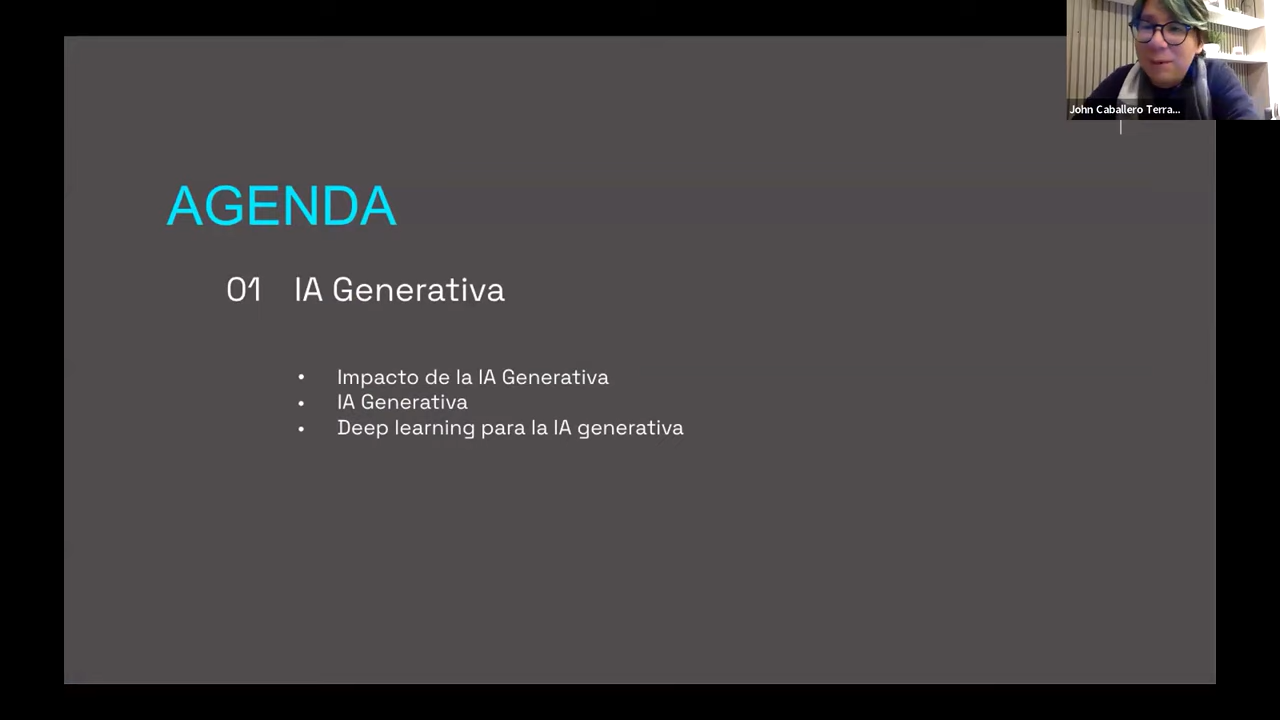 John Caballero Terra...
AGENDA
01 IA Generativa
• Impacto de la IA Generativa
• IA Generativa
• Deep learning para la IA generativa